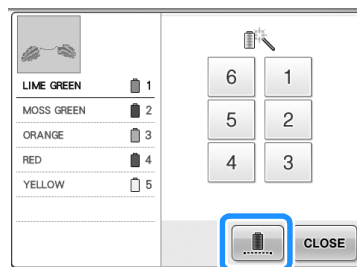 LIME GREEN 1
MOSS GREEN 2
ORANGE 3
RED 4
YELLOW 5
6 1
5 2
4 3
CLOSE